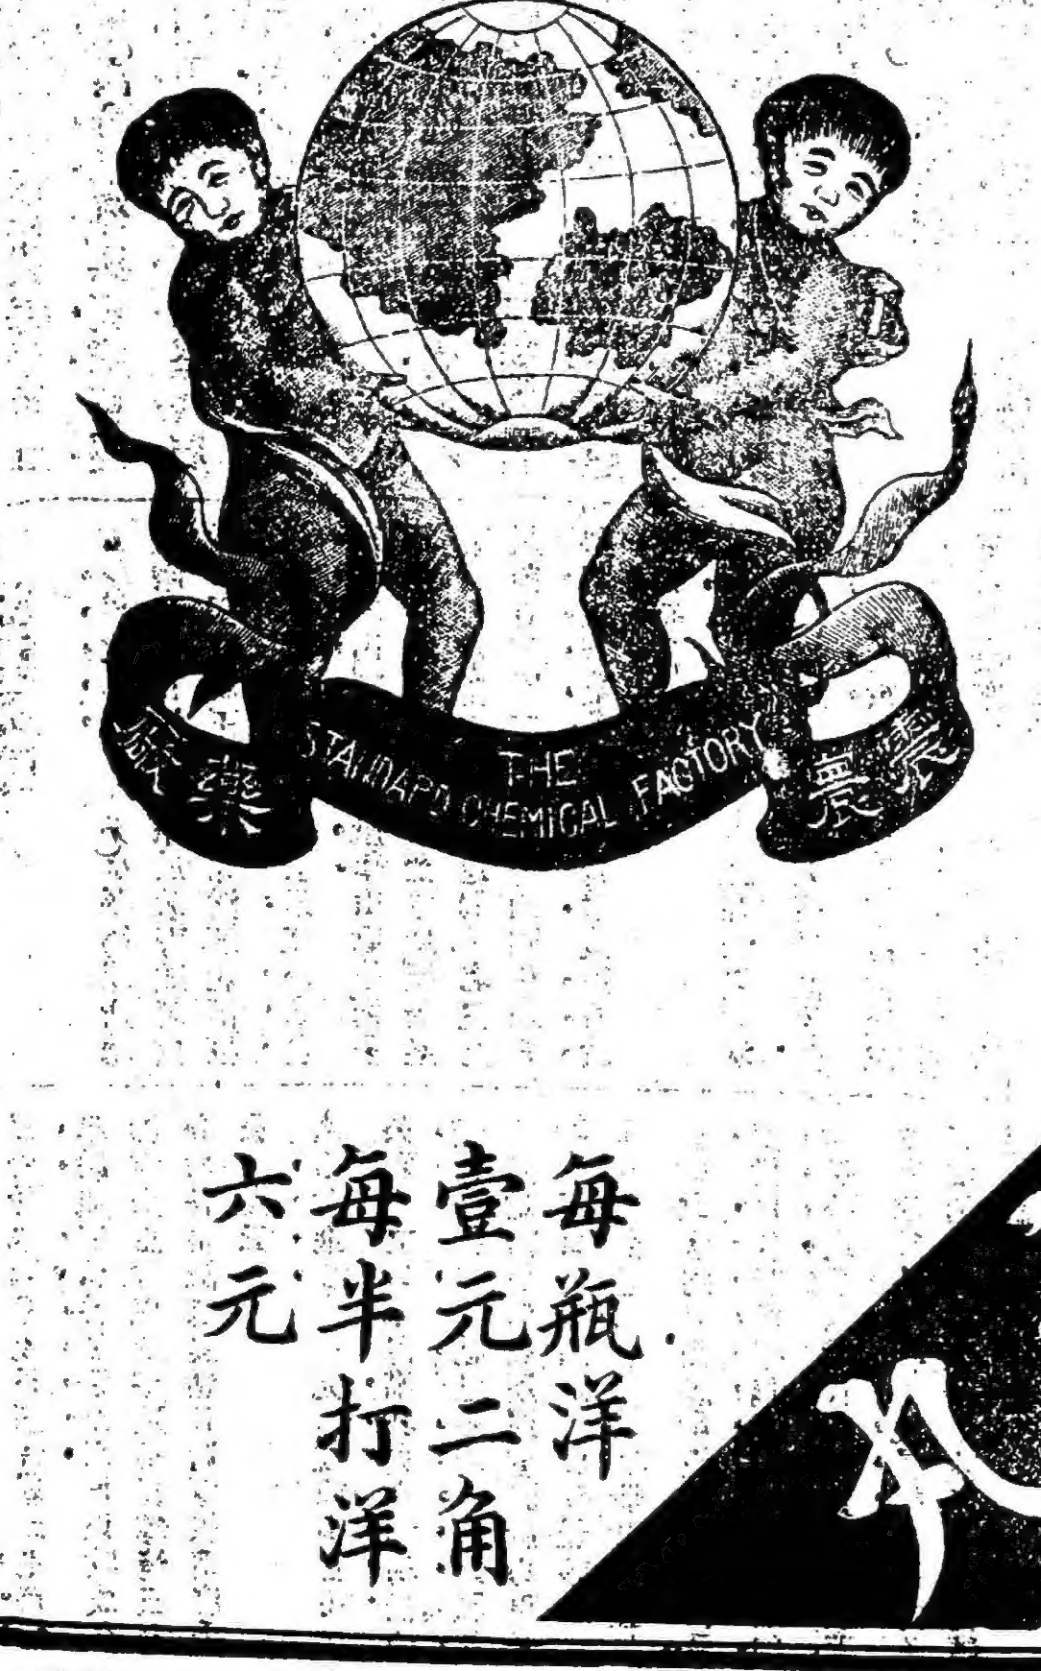 震寰藥廠
THE
STANDARD CHEMICAL FACTORY
每瓶洋
壹元二角
每半打洋
六元